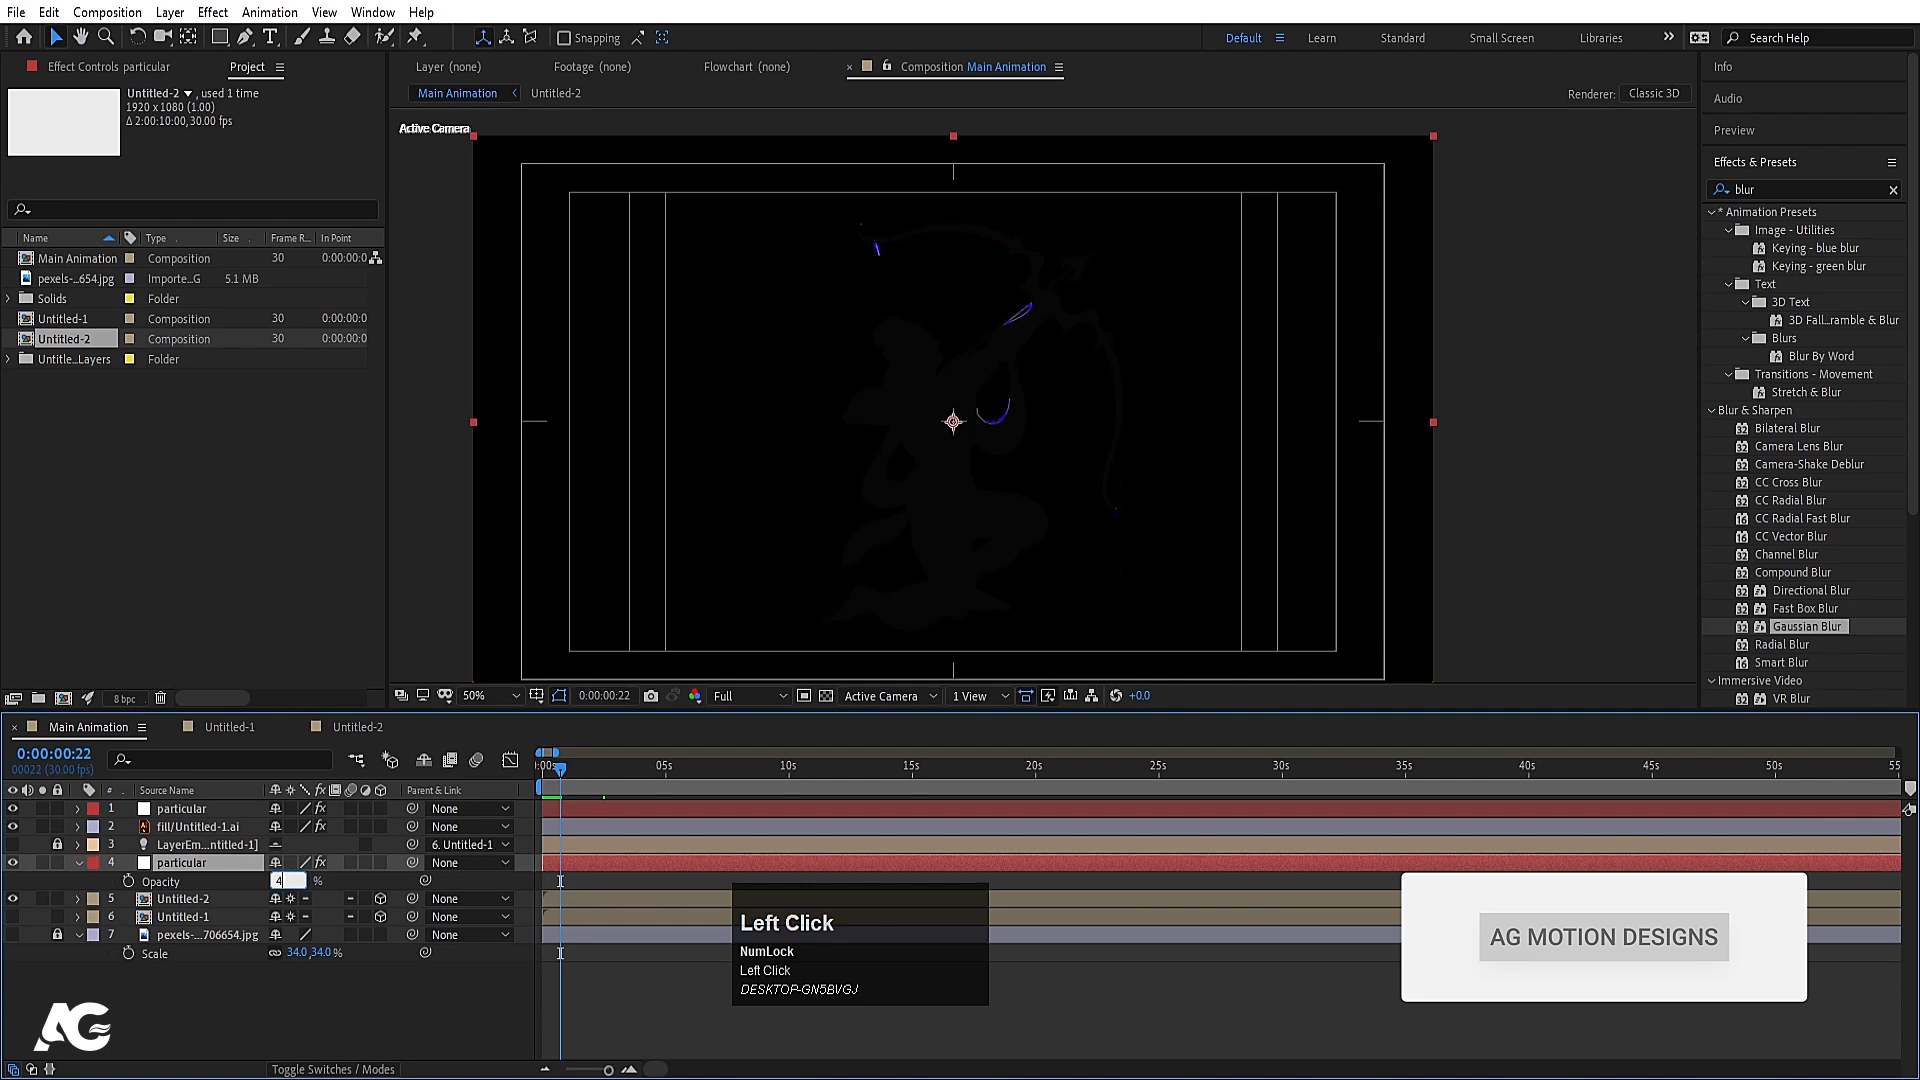 File Edit Composition Layer Effect Animation View Window Help
Snapping Default Learn Standard Small Screen Libraries Search Help
Effect Controls particular Project
Layer (none) Footage (none) Flowchart (none) Composition Main Animation
Info
Untitled-2 , used 1 time
1920 x 1080 (1.00)
Δ 2:00:10:00, 30.00 fps
Main Animation Untitled-2 Renderer: Classic 3D
Audio
Preview
Active Camera
Effects & Presets
blur
Name Type Size Frame R... In Point
Main Animation Composition 30 0:00:00:0
pexels-...654.jpg Importe...G 5.1 MB
Solids Folder
Untitled-1 Composition 30 0:00:00:0
Untitled-2 Composition 30 0:00:00:0
Untitle...Layers Folder
* Animation Presets
Image - Utilities
Keying - blue blur
Keying - green blur
Text
3D Text
3D Fall...ramble & Blur
Blurs
Blur By Word
Transitions - Movement
Stretch & Blur
Blur & Sharpen
Bilateral Blur
Camera Lens Blur
Camera-Shake Deblur
CC Cross Blur
CC Radial Blur
CC Radial Fast Blur
CC Vector Blur
Channel Blur
Compound Blur
Directional Blur
Fast Box Blur
Gaussian Blur
Radial Blur
Smart Blur
Immersive Video
VR Blur
8 bpc
50% 0:00:00:22 Full Active Camera 1 View +0.0
Main Animation Untitled-1 Untitled-2
0:00:00:22
00022 (30.00 fps)
:00s 05s 10s 15s 20s 25s 30s 35s 40s 45s 50s 55
# Source Name Parent & Link
1 particular None
2 fill/Untitled-1.ai None
3 LayerEm...ntitled-1] 6. Untitled-1
4 particular None
Opacity 4 %
5 Untitled-2 None
6 Untitled-1 None
7 pexels-...706654.jpg None
Scale 34.0,34.0%
Left Click
NumLock
Left Click
DESKTOP-GN5BVGJ
AG MOTION DESIGNS
AG
Toggle Switches / Modes